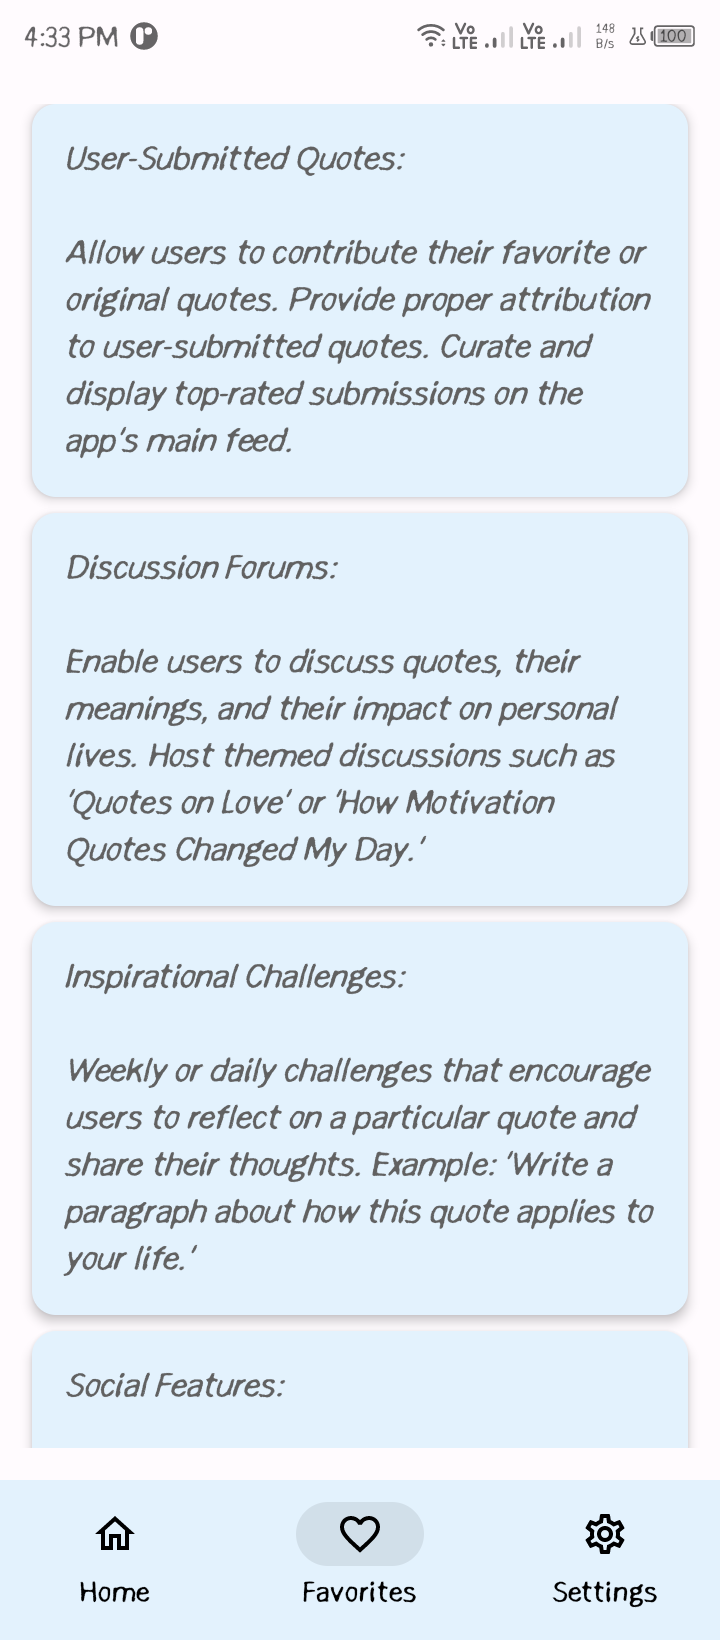 4:33 PM
Vo LTE
Vo LTE
148 B/s
100
User-Submitted Quotes:
Allow users to contribute their favorite or
original quotes. Provide proper attribution
to user-submitted quotes. Curate and
display top-rated submissions on the
app's main feed.
Discussion Forums:
Enable users to discuss quotes, their
meanings, and their impact on personal
lives. Host themed discussions such as
'Quotes on Love' or 'How Motivation
Quotes Changed My Day.'
Inspirational Challenges:
Weekly or daily challenges that encourage
users to reflect on a particular quote and
share their thoughts. Example: 'Write a
paragraph about how this quote applies to
your life.'
Social Features:
Home
Favorites
Settings